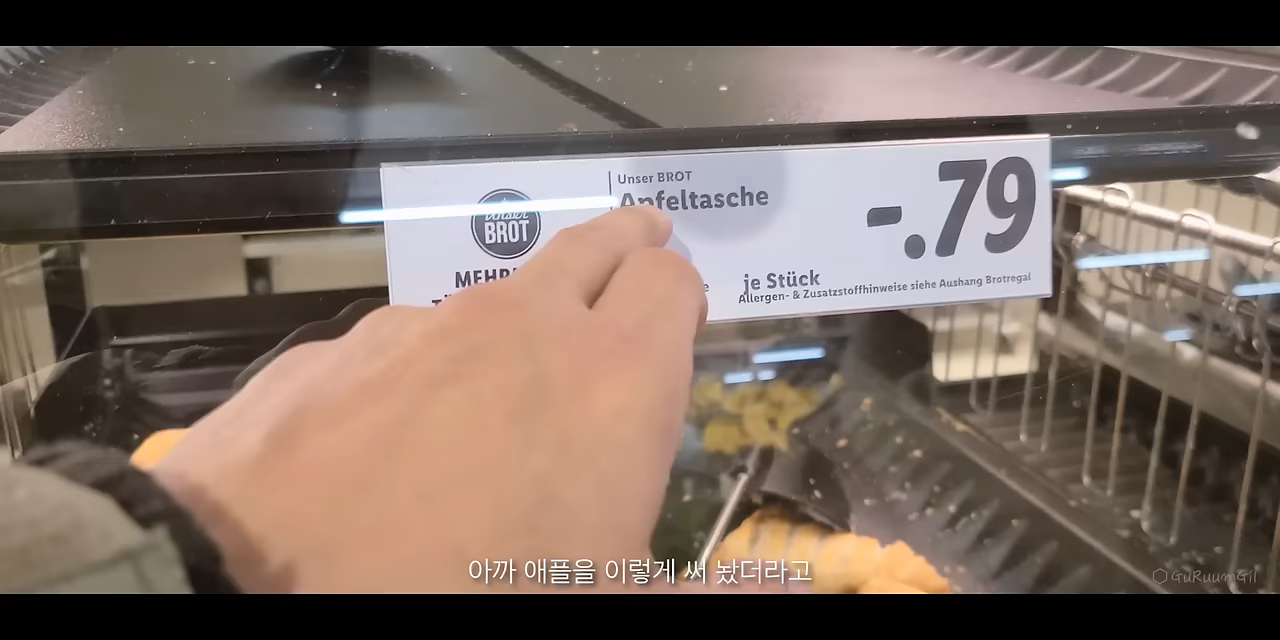 Unser BROT
Apfeltasche
-.79
BROT
je Stück
Allergen- & Zusatzstoffhinweise siehe Aushang Brotregal
아까 애플을 이렇게 써 놨더라고
GuRuumGil